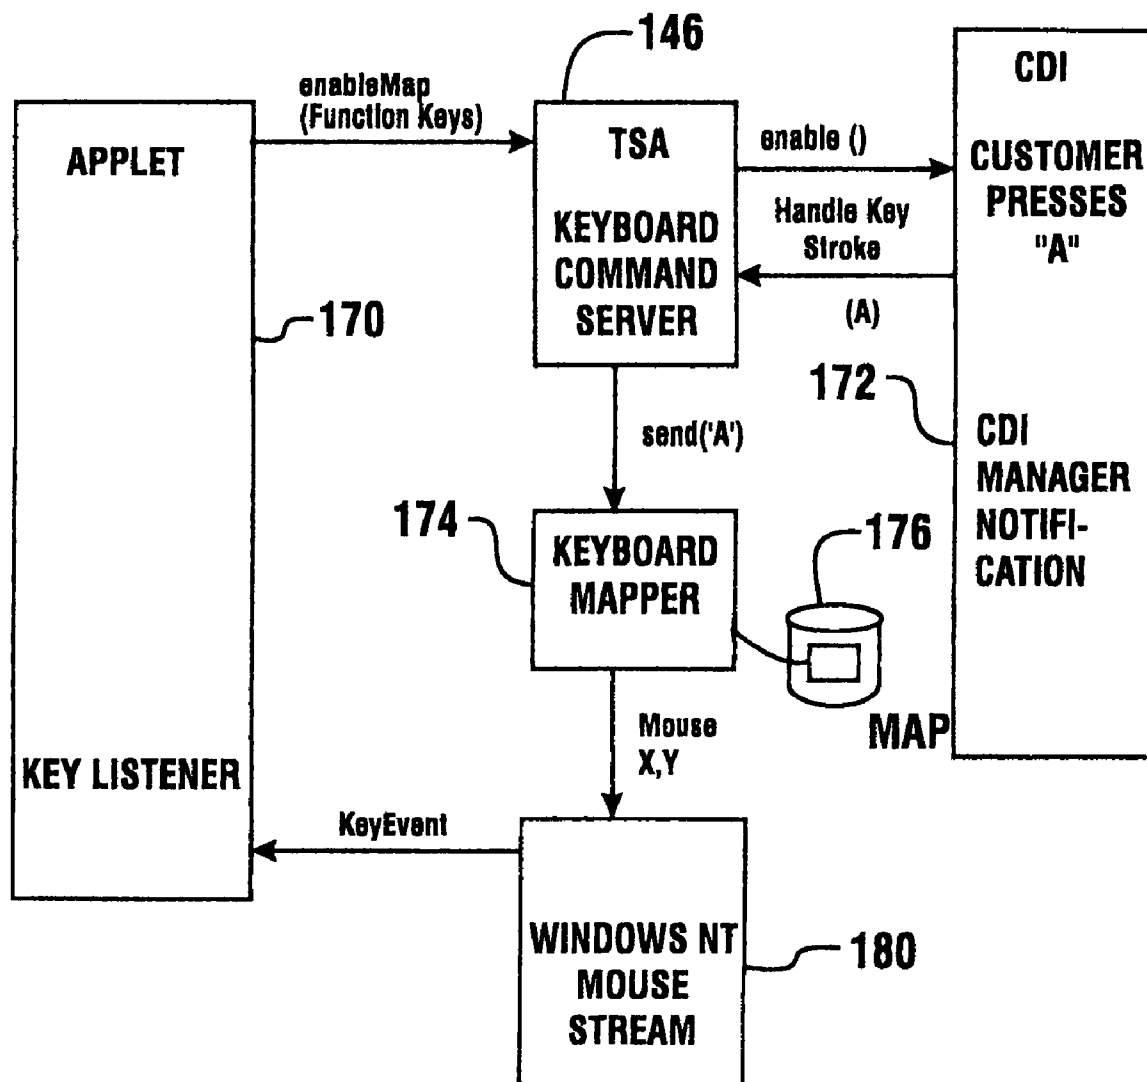 146
enableMap
(Function Keys)
APPLET
TSA
KEYBOARD
COMMAND
SERVER
enable ()
Handle Key
Stroke
(A)
CDI
CUSTOMER
PRESSES
"A"
170
172
CDI
MANAGER
NOTIFI-
CATION
send('A')
174
KEYBOARD
MAPPER
176
MAP
Mouse
X,Y
KEY LISTENER
KeyEvent
WINDOWS NT
MOUSE
STREAM
180